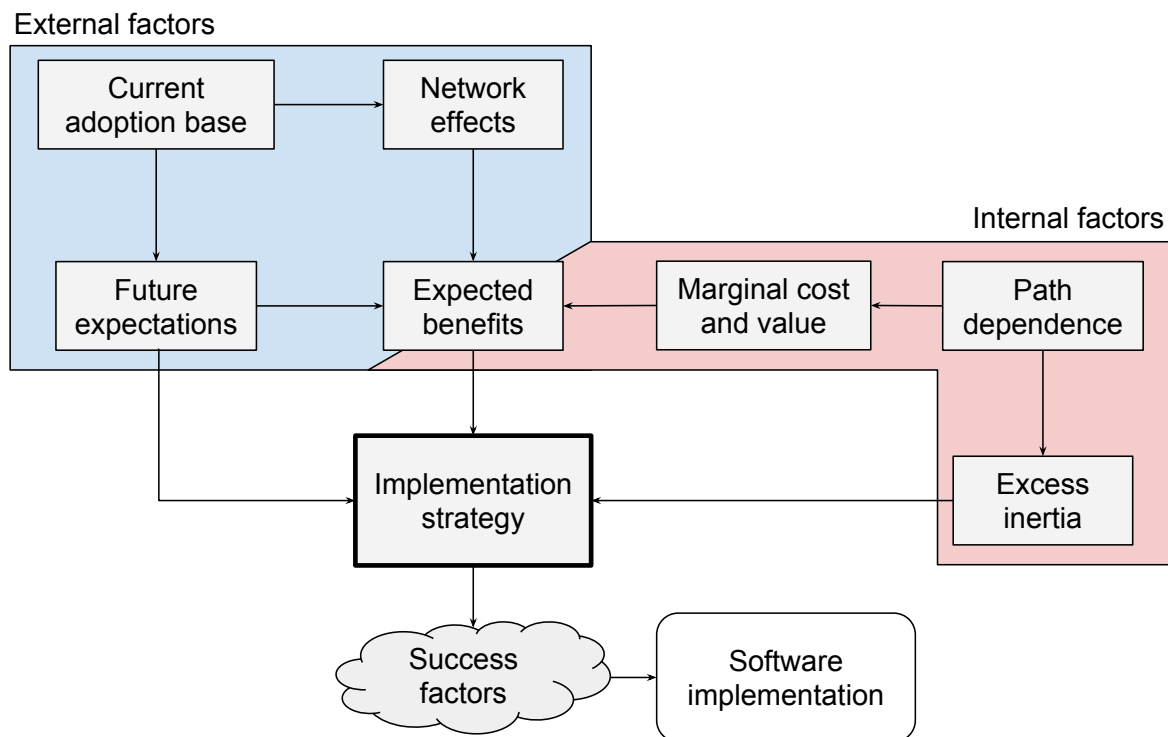 External factors
Current
adoption base
Network
effects
Internal factors
Future
expectations
Expected
benefits
Marginal cost
and value
Path
dependence
Implementation
strategy
Excess
inertia
Success
factors
Software
implementation